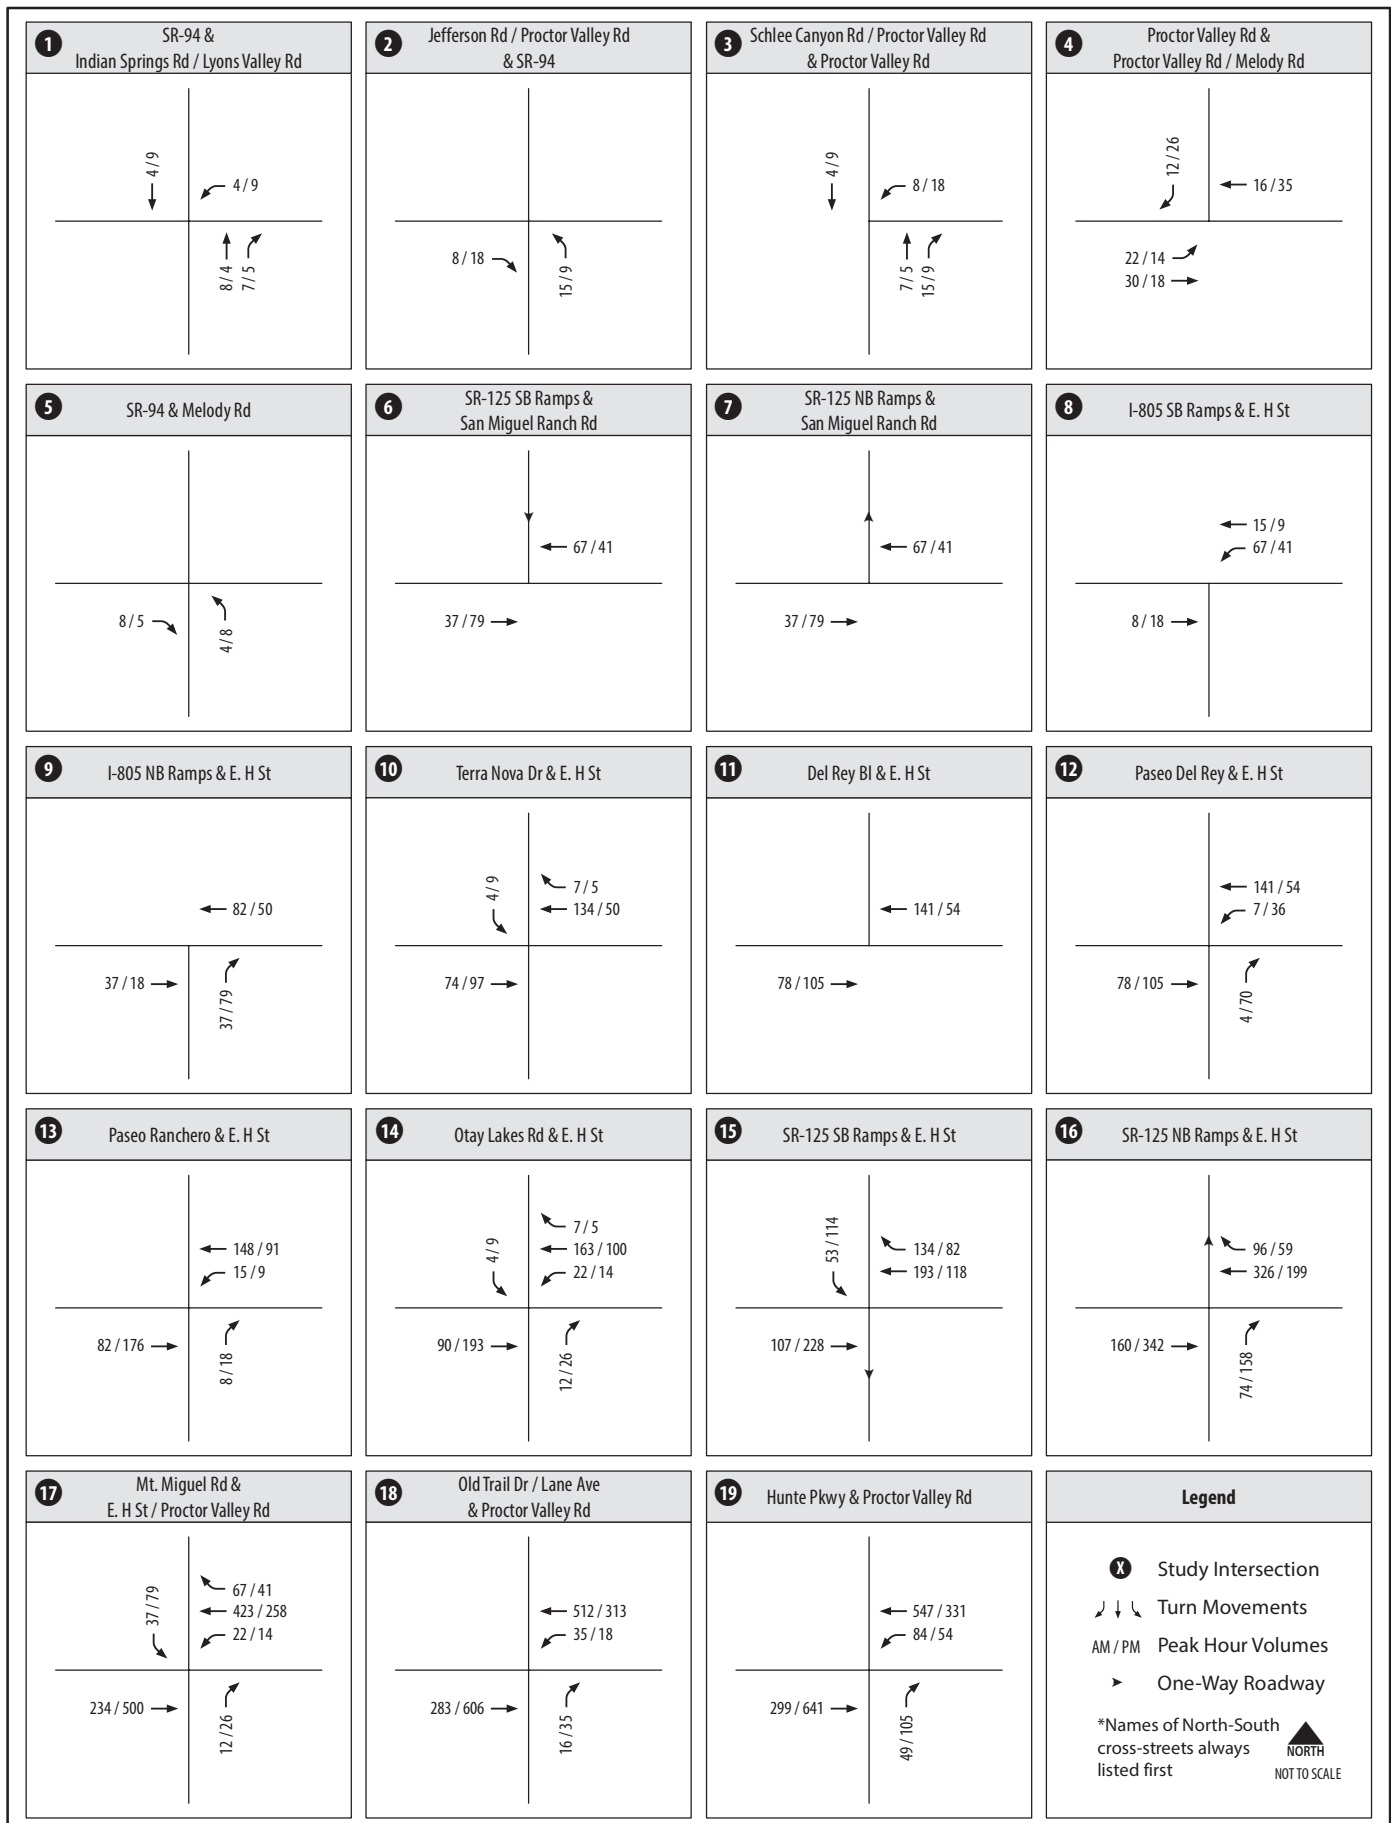 1
SR-94 &
Indian Springs Rd / Lyons Valley Rd
4 / 9
4 / 9
8 / 4
7 / 5
2
Jefferson Rd / Proctor Valley Rd
& SR-94
8 / 18
15 / 9
3
Schlee Canyon Rd / Proctor Valley Rd
& Proctor Valley Rd
4 / 9
8 / 18
7 / 5
15 / 9
4
Proctor Valley Rd &
Proctor Valley Rd / Melody Rd
12 / 26
16 / 35
22 / 14
30 / 18
5
SR-94 & Melody Rd
8 / 5
4 / 8
6
SR-125 SB Ramps &
San Miguel Ranch Rd
67 / 41
37 / 79
7
SR-125 NB Ramps &
San Miguel Ranch Rd
67 / 41
37 / 79
8
I-805 SB Ramps & E. H St
15 / 9
67 / 41
8 / 18
9
I-805 NB Ramps & E. H St
82 / 50
37 / 18
37 / 79
10
Terra Nova Dr & E. H St
4 / 9
7 / 5
134 / 50
74 / 97
11
Del Rey Bl & E. H St
141 / 54
78 / 105
12
Paseo Del Rey & E. H St
141 / 54
7 / 36
78 / 105
4 / 70
13
Paseo Ranchero & E. H St
148 / 91
15 / 9
82 / 176
8 / 18
14
Otay Lakes Rd & E. H St
4 / 9
7 / 5
163 / 100
22 / 14
90 / 193
12 / 26
15
SR-125 SB Ramps & E. H St
53 / 114
134 / 82
193 / 118
107 / 228
16
SR-125 NB Ramps & E. H St
96 / 59
326 / 199
160 / 342
74 / 158
17
Mt. Miguel Rd &
E. H St / Proctor Valley Rd
37 / 79
67 / 41
423 / 258
22 / 14
234 / 500
12 / 26
18
Old Trail Dr / Lane Ave
& Proctor Valley Rd
512 / 313
35 / 18
283 / 606
16 / 35
19
Hunte Pkwy & Proctor Valley Rd
547 / 331
84 / 54
299 / 641
49 / 105
Legend
X Study Intersection
Turn Movements
AM / PM Peak Hour Volumes
One-Way Roadway
*Names of North-South
cross-streets always
listed first
NORTH
NOT TO SCALE